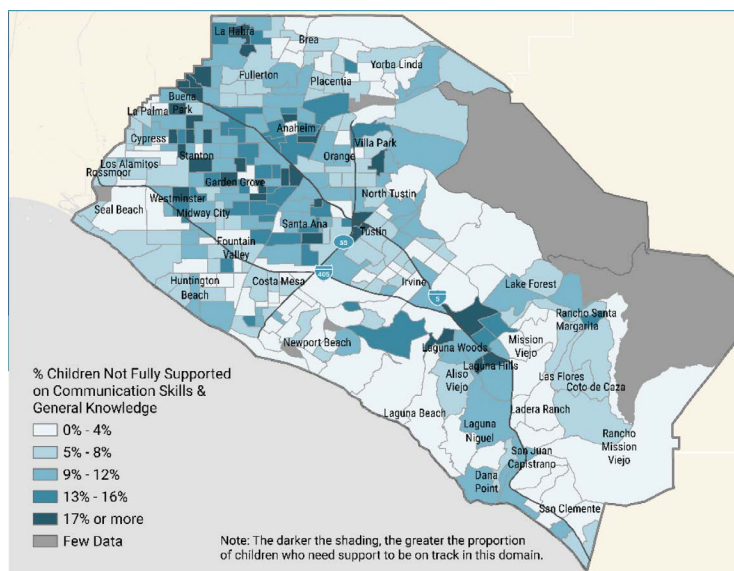 La Habra
Brea
Yorba Linda
Fullerton
Placentia
Buena
Park
La Palma
Anaheim
Cypress
Villa Park
Orange
Stanton
Los Alamitos
Rossmoor
Garden Grove
North Tustin
Westminster
Seal Beach
Midway City
Santa Ana
Tustin
55
Fountain
Valley
405
Irvine
Costa Mesa
Huntington
Beach
5
Lake Forest
Rancho Santa
Margarita
Newport Beach
Mission
Viejo
Laguna Woods
Laguna Hills
Aliso
Viejo
Las Flores
Coto de Caza
Laguna Beach
Ladera Ranch
Laguna
Niguel
Rancho
Mission
Viejo
San Juan
Capistrano
Dana
Point
San Clemente
% Children Not Fully Supported
on Communication Skills &
General Knowledge
0% - 4%
5% - 8%
9% - 12%
13% - 16%
17% or more
Few Data
Note: The darker the shading, the greater the proportion
of children who need support to be on track in this domain.